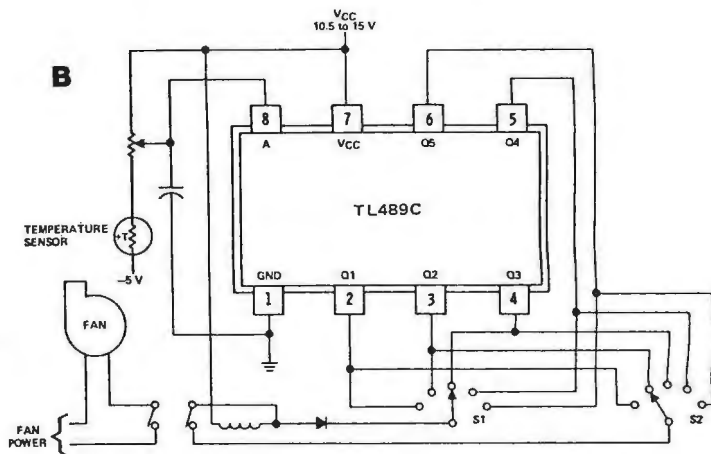 VCC
10.5 to 15 V
B
8
7
6
5
A
VCC
Q5
Q4
TL489C
TEMPERATURE
SENSOR
+T
–5 V
GND
Q1
Q2
Q3
1
2
3
4
FAN
S1
S2
FAN
POWER